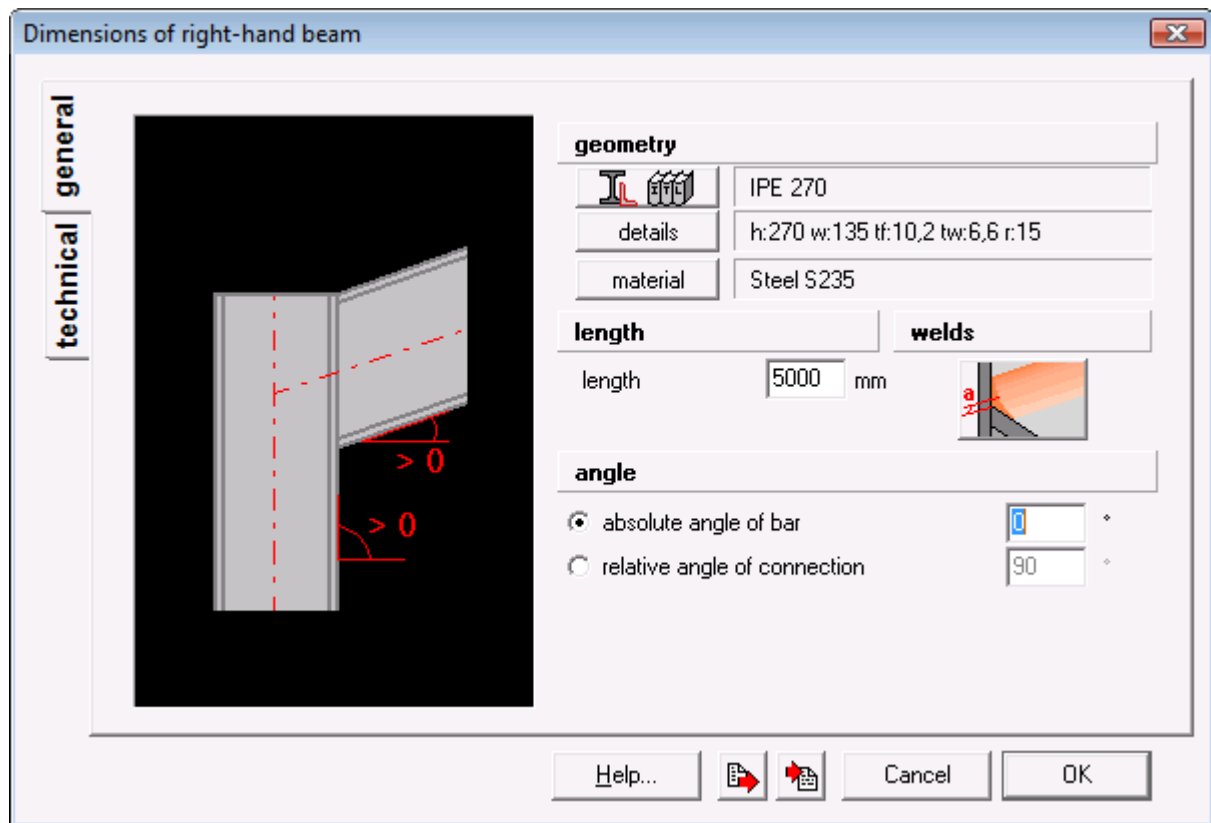 Dimensions of right-hand beam
general
technical
geometry
IPE 270
details h:270 w:135 tf:10,2 tw:6,6 r:15
material Steel S235
length welds
length 5000 mm
a
angle
absolute angle of bar 0 °
relative angle of connection 90 °
> 0
> 0
Help... Cancel OK